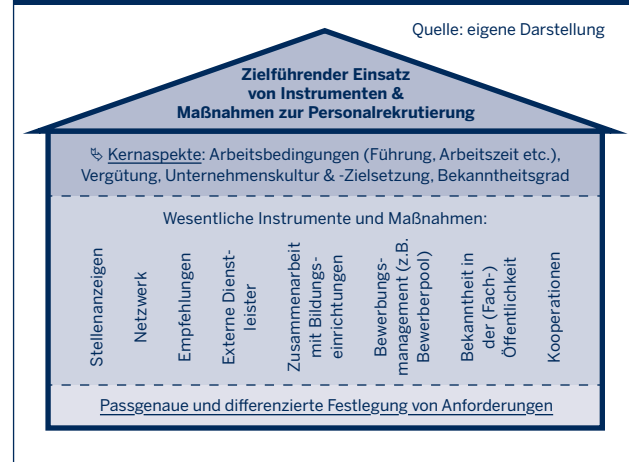 Quelle: eigene Darstellung
Zielführender Einsatz
von Instrumenten &
Maßnahmen zur Personalrekrutierung
↳ Kernaspekte: Arbeitsbedingungen (Führung, Arbeitszeit etc.),
Vergütung, Unternehmenskultur & -Zielsetzung, Bekanntheitsgrad
Wesentliche Instrumente und Maßnahmen:
Stellenanzeigen
Netzwerk
Empfehlungen
Externe Dienst-
leister
Zusammenarbeit
mit Bildungs-
einrichtungen
Bewerbungs-
management (z.B.
Bewerberpool)
Bekanntheit in
der (Fach-)
Öffentlichkeit
Kooperationen
Passgenaue und differenzierte Festlegung von Anforderungen